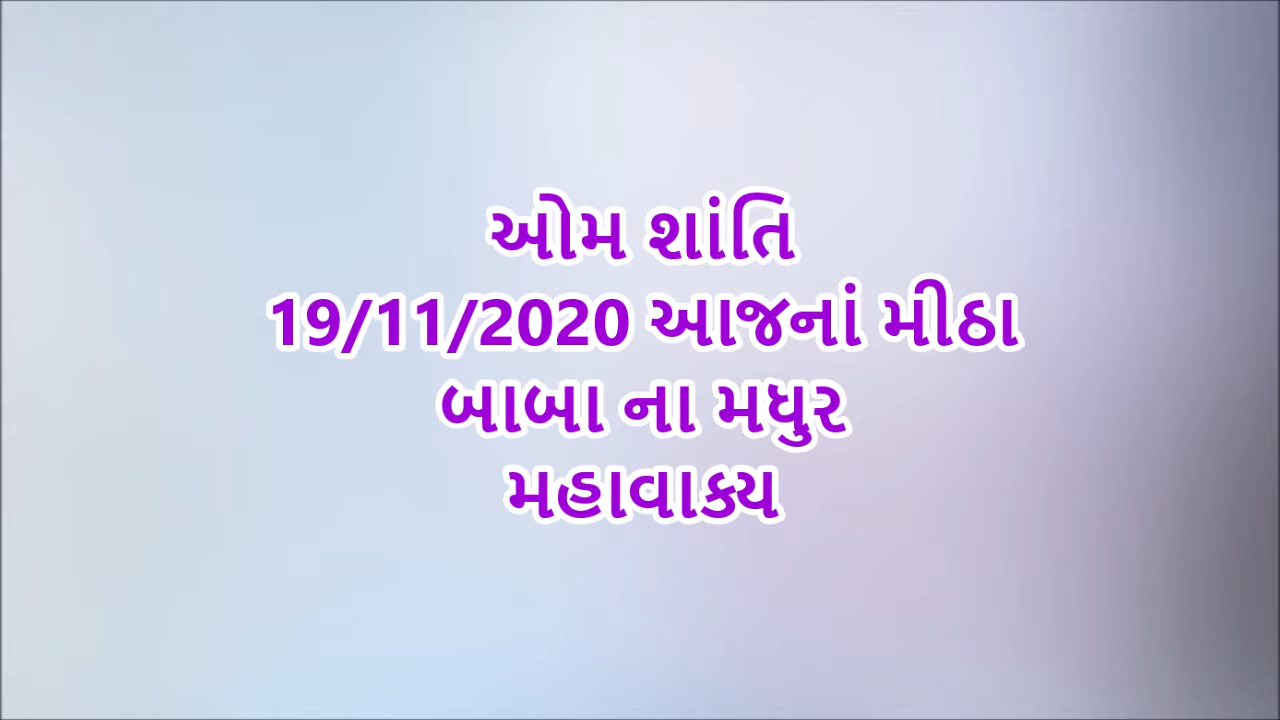 ઓમ શાંતિ
19/11/2020 આજનાં મીઠા
બાબા ના મધુર
મહાવાક્ય